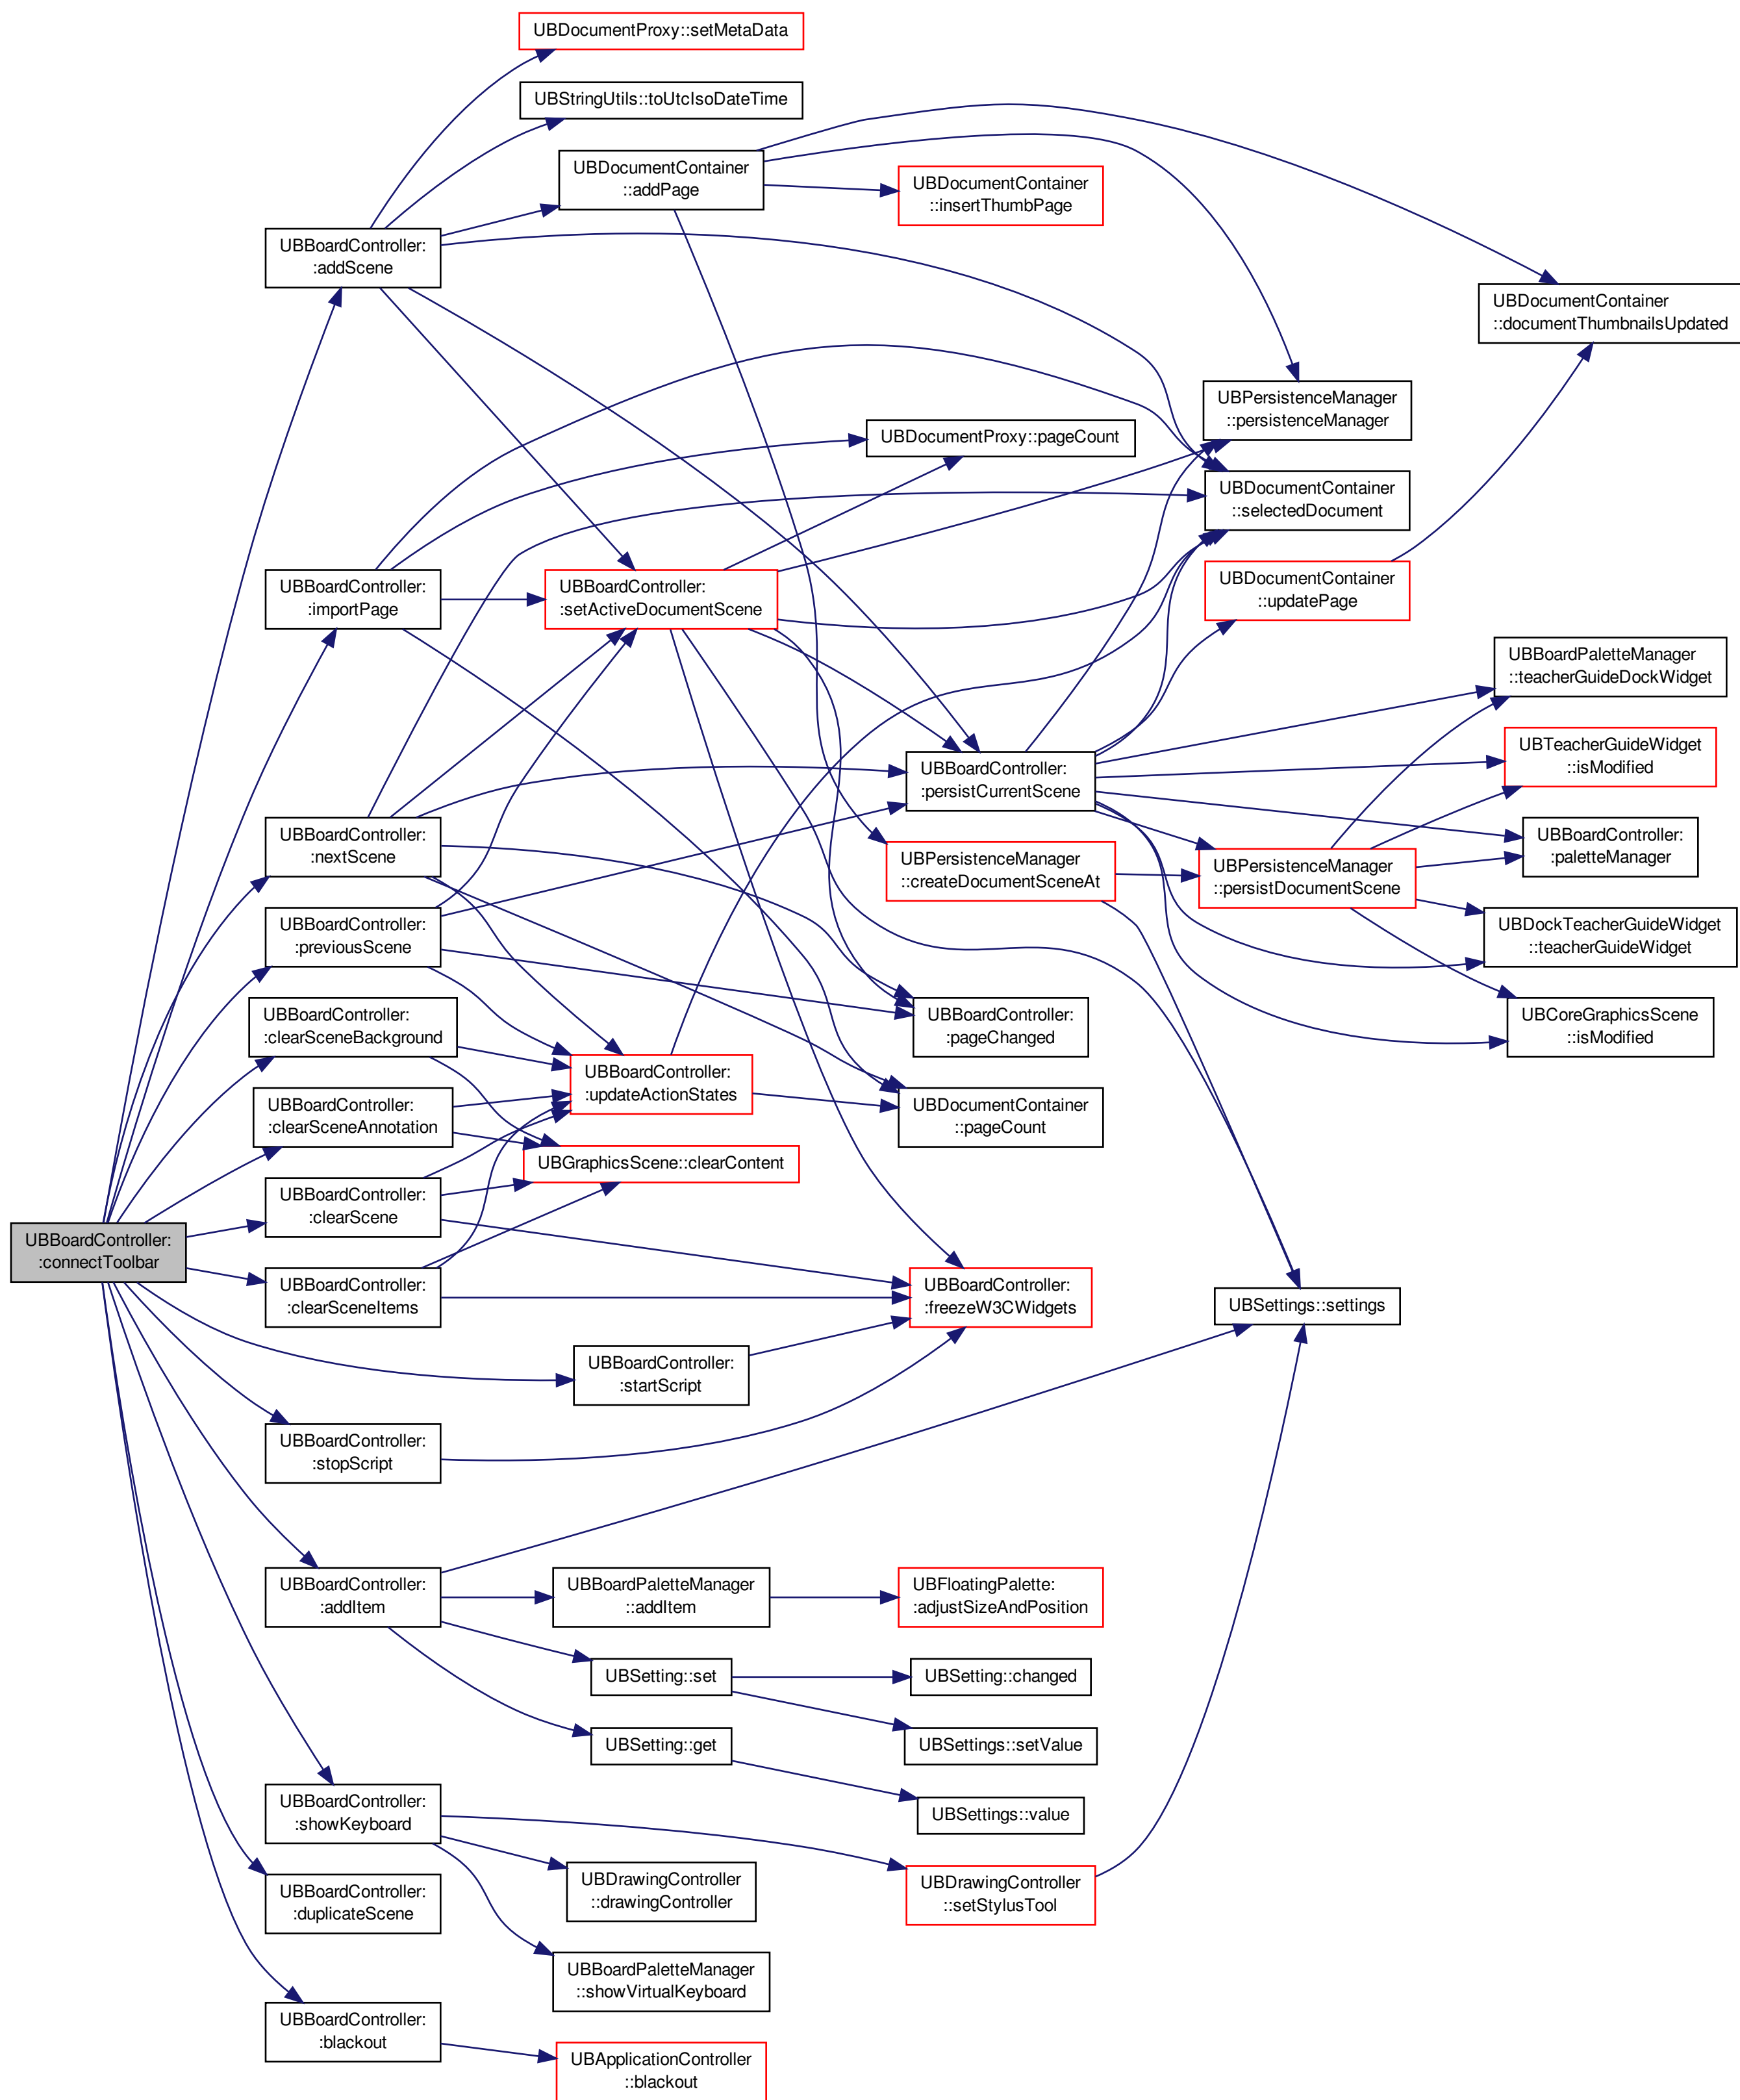 UBDocumentProxy::setMetaData
UBStringUtils::toUtcIsoDateTime
UBDocumentContainer
::addPage
UBDocumentContainer
::insertThumbPage
UBBoardController:
:addScene
UBDocumentContainer
::documentThumbnailsUpdated
UBPersistenceManager
::persistenceManager
UBDocumentProxy::pageCount
UBDocumentContainer
::selectedDocument
UBBoardController:
:importPage
UBBoardController:
:setActiveDocumentScene
UBDocumentContainer
::updatePage
UBBoardPaletteManager
::teacherGuideDockWidget
UBTeacherGuideWidget
::isModified
UBBoardController:
:persistCurrentScene
UBBoardController:
:nextScene
UBBoardController:
:paletteManager
UBPersistenceManager
::createDocumentSceneAt
UBPersistenceManager
::persistDocumentScene
UBBoardController:
:previousScene
UBDockTeacherGuideWidget
::teacherGuideWidget
UBBoardController:
:clearSceneBackground
UBBoardController:
:pageChanged
UBCoreGraphicsScene
::isModified
UBBoardController:
:updateActionStates
UBBoardController:
:clearSceneAnnotation
UBDocumentContainer
::pageCount
UBGraphicsScene::clearContent
UBBoardController:
:clearScene
UBBoardController:
:connectToolbar
UBBoardController:
:clearSceneItems
UBBoardController:
:freezeW3CWidgets
UBSettings::settings
UBBoardController:
:startScript
UBBoardController:
:stopScript
UBBoardController:
:addItem
UBBoardPaletteManager
::addItem
UBFloatingPalette:
:adjustSizeAndPosition
UBSetting::set
UBSetting::changed
UBSetting::get
UBSettings::setValue
UBSettings::value
UBBoardController:
:showKeyboard
UBDrawingController
::drawingController
UBDrawingController
::setStylusTool
UBBoardController:
:duplicateScene
UBBoardPaletteManager
::showVirtualKeyboard
UBBoardController:
:blackout
UBApplicationController
::blackout